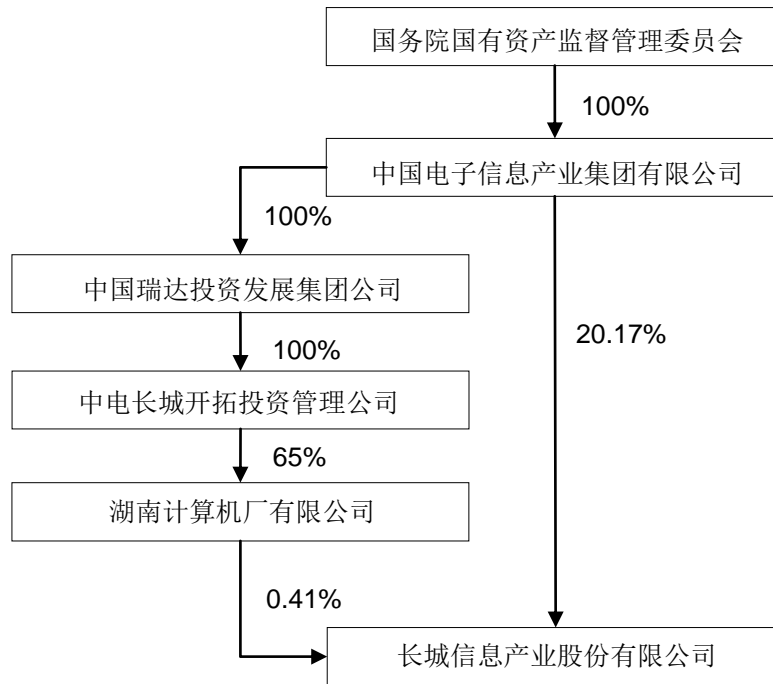 国务院国有资产监督管理委员会
100%
中国电子信息产业集团有限公司
100%
中国瑞达投资发展集团公司
20.17%
100%
中电长城开拓投资管理公司
65%
湖南计算机厂有限公司
0.41%
长城信息产业股份有限公司